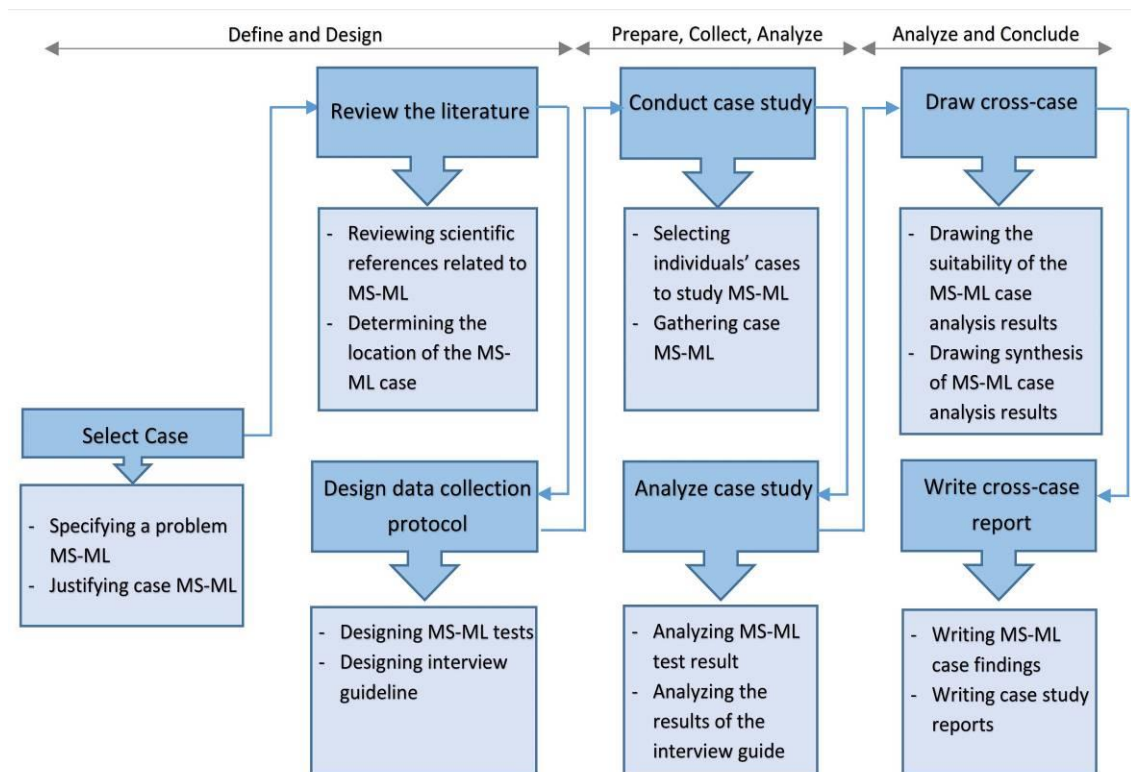 Define and Design
Prepare, Collect, Analyze
Analyze and Conclude
Select Case
- Specifying a problem
MS-ML
- Justifying case MS-ML
Review the literature
- Reviewing scientific
references related to
MS-ML
- Determining the
location of the MS-
ML case
Design data collection
protocol
- Designing MS-ML tests
- Designing interview
guideline
Conduct case study
- Selecting
individuals’ cases
to study MS-ML
- Gathering case
MS-ML
Analyze case study
- Analyzing MS-ML
test result
- Analyzing the
results of the
interview guide
Draw cross-case
- Drawing the
suitability of the
MS-ML case
analysis results
- Drawing synthesis
of MS-ML case
analysis results
Write cross-case
report
- Writing MS-ML
case findings
- Writing case study
reports